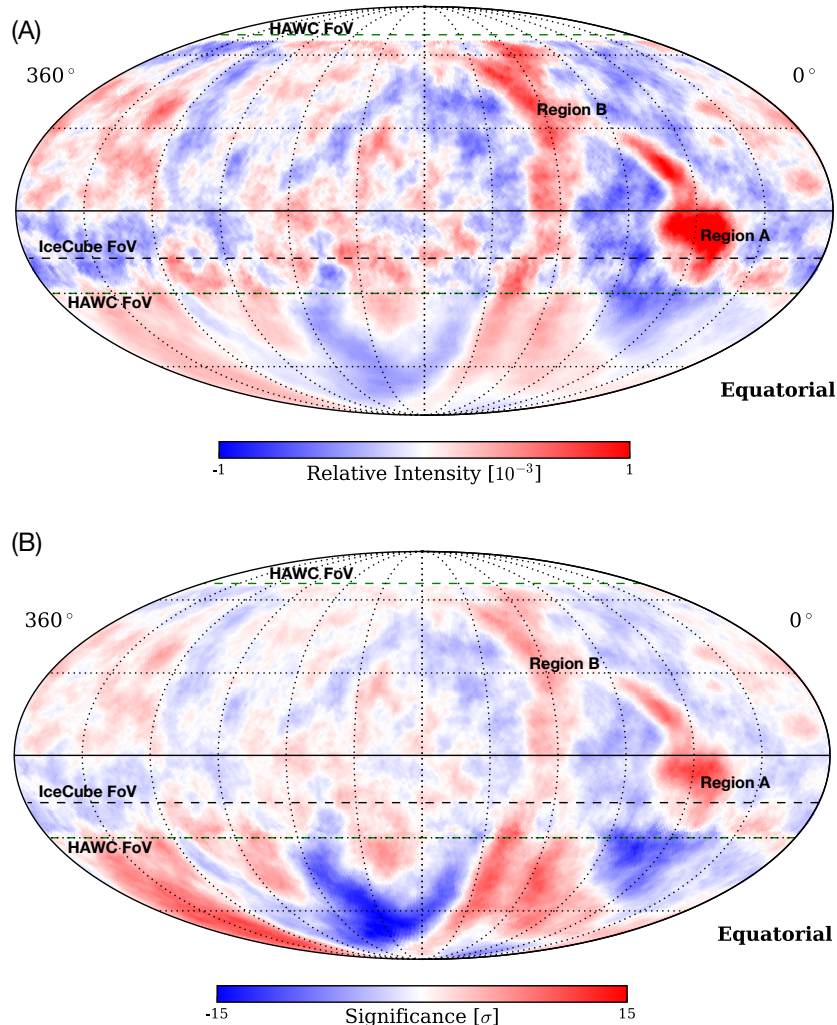 (A)
HAWC FoV
360°
0°
Region B
Region A
IceCube FoV
HAWC FoV
Equatorial
-1
Relative Intensity [10⁻³]
1
(B)
HAWC FoV
360°
0°
Region B
Region A
IceCube FoV
HAWC FoV
Equatorial
-15
Significance [σ]
15